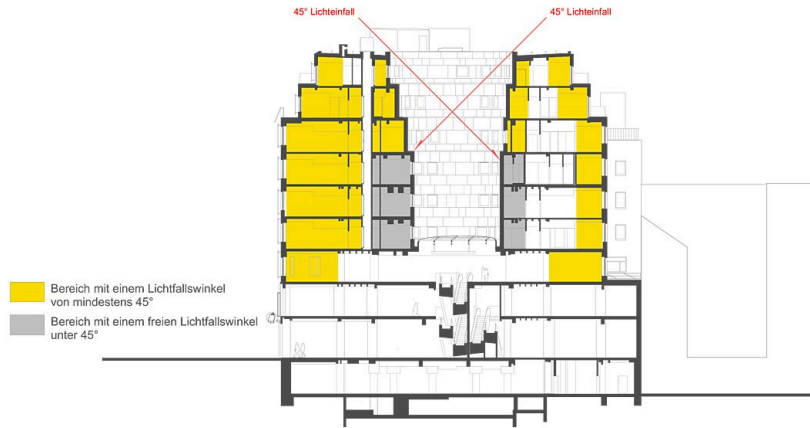 45° Lichteinfall
45° Lichteinfall
Bereich mit einem Lichtfallswinkel
von mindestens 45°
Bereich mit einem freien Lichtfallswinkel
unter 45°